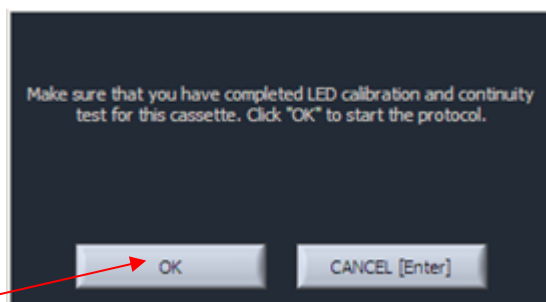 Make sure that you have completed LED calibration and continuity
test for this cassette. Click "OK" to start the protocol.
OK
CANCEL [Enter]